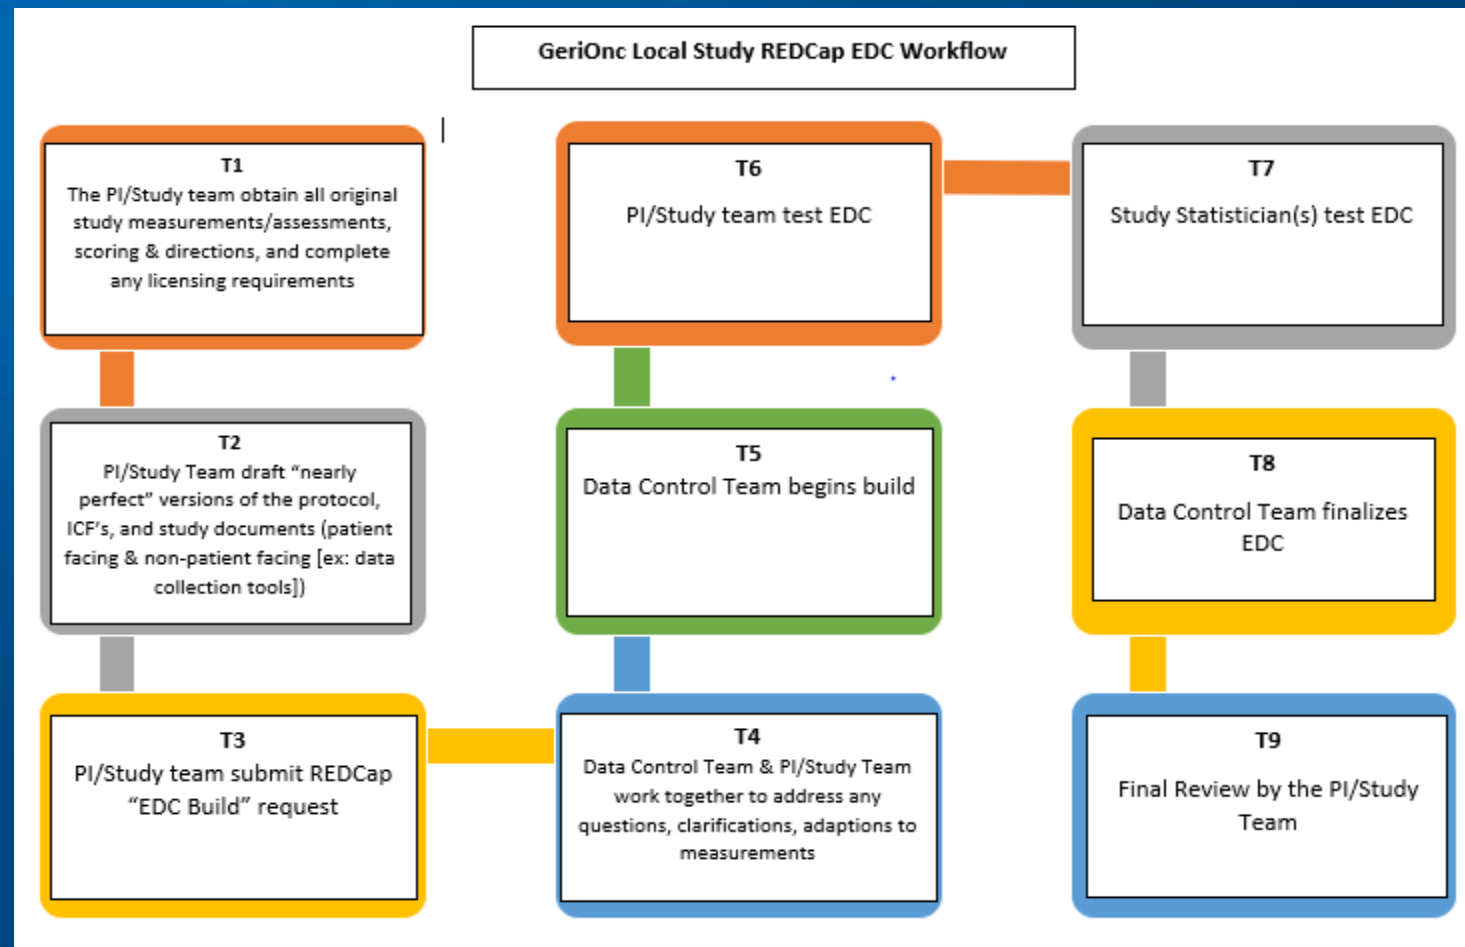 GeriOnc Local Study REDCap EDC Workflow
T1
The PI/Study team obtain all original
study measurements/assessments,
scoring & directions, and complete
any licensing requirements
T2
PI/Study Team draft “nearly
perfect” versions of the protocol,
ICF’s, and study documents (patient
facing & non-patient facing [ex: data
collection tools])
T3
PI/Study team submit REDCap
“EDC Build” request
T4
Data Control Team & PI/Study Team
work together to address any
questions, clarifications, adaptions to
measurements
T5
Data Control Team begins build
T6
PI/Study team test EDC
T7
Study Statistician(s) test EDC
T8
Data Control Team finalizes
EDC
T9
Final Review by the PI/Study
Team